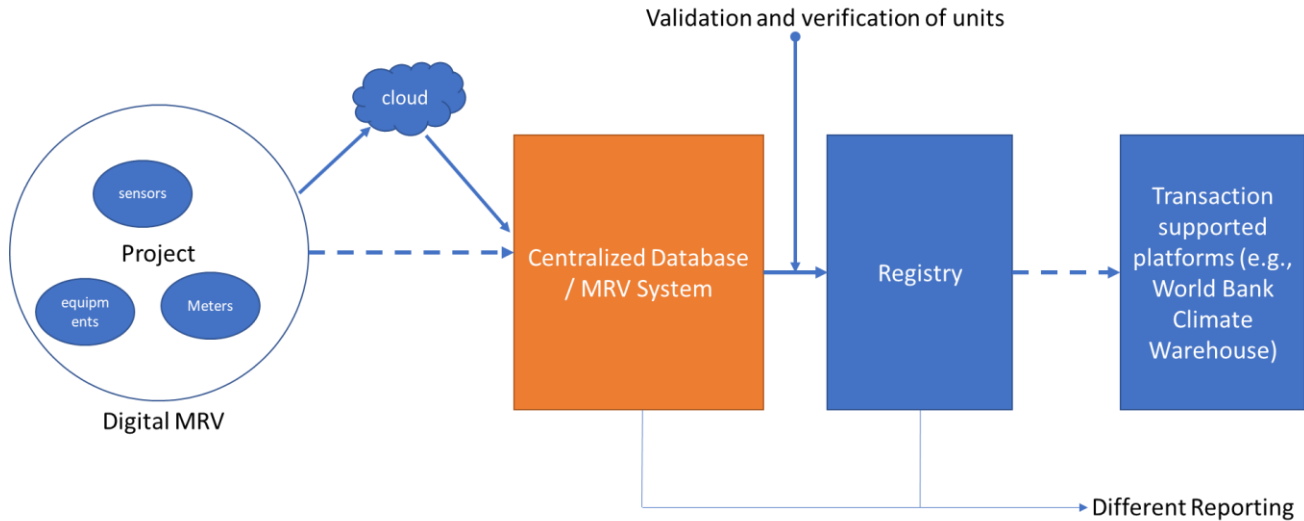 Validation and verification of units
cloud
sensors
Project
equipm
ents
Meters
Digital MRV
Centralized Database
/ MRV System
Registry
Transaction
supported
platforms (e.g.,
World Bank
Climate
Warehouse)
Different Reporting